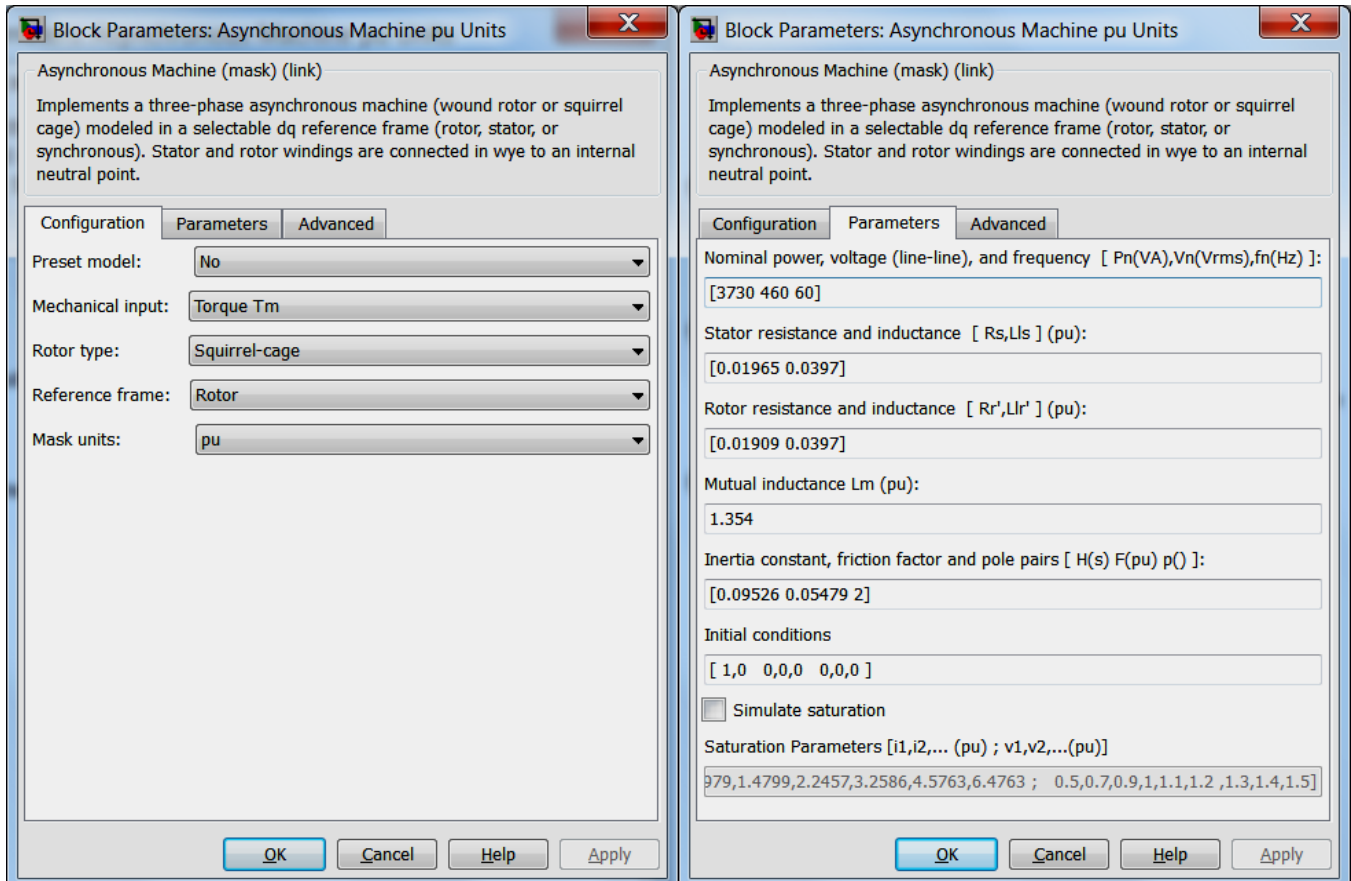 Block Parameters: Asynchronous Machine pu Units
X
Asynchronous Machine (mask) (link)
Implements a three-phase asynchronous machine (wound rotor or squirrel
cage) modeled in a selectable dq reference frame (rotor, stator, or
synchronous). Stator and rotor windings are connected in wye to an internal
neutral point.
Configuration Parameters Advanced
Preset model: No
Mechanical input: Torque Tm
Rotor type: Squirrel-cage
Reference frame: Rotor
Mask units: pu
OK Cancel Help Apply
Block Parameters: Asynchronous Machine pu Units
X
Asynchronous Machine (mask) (link)
Implements a three-phase asynchronous machine (wound rotor or squirrel
cage) modeled in a selectable dq reference frame (rotor, stator, or
synchronous). Stator and rotor windings are connected in wye to an internal
neutral point.
Configuration Parameters Advanced
Nominal power, voltage (line-line), and frequency [ Pn(VA),Vn(Vrms),fn(Hz) ]:
[3730 460 60]
Stator resistance and inductance [ Rs,Lls ] (pu):
[0.01965 0.0397]
Rotor resistance and inductance [ Rr',Llr' ] (pu):
[0.01909 0.0397]
Mutual inductance Lm (pu):
1.354
Inertia constant, friction factor and pole pairs [ H(s) F(pu) p() ]:
[0.09526 0.05479 2]
Initial conditions
[ 1,0 0,0,0 0,0,0 ]
Simulate saturation
Saturation Parameters [i1,i2,... (pu) ; v1,v2,...(pu)]
979,1.4799,2.2457,3.2586,4.5763,6.4763 ; 0.5,0.7,0.9,1,1.1,1.2 ,1.3,1.4,1.5]
OK Cancel Help Apply